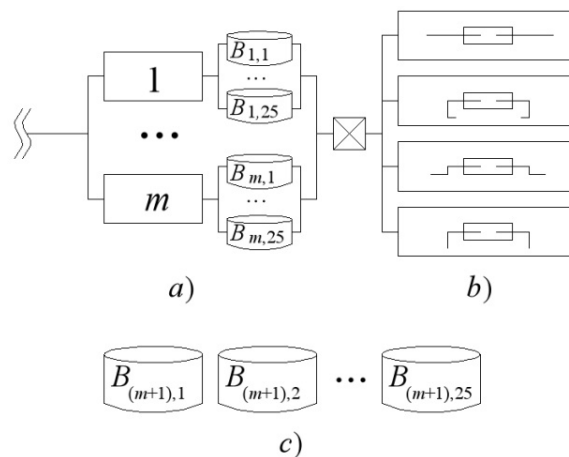 1
B1,1
...
B1,25
...
m
Bm,1
...
Bm,25
a)
b)
B(m+1),1 B(m+1),2 ... B(m+1),25
c)